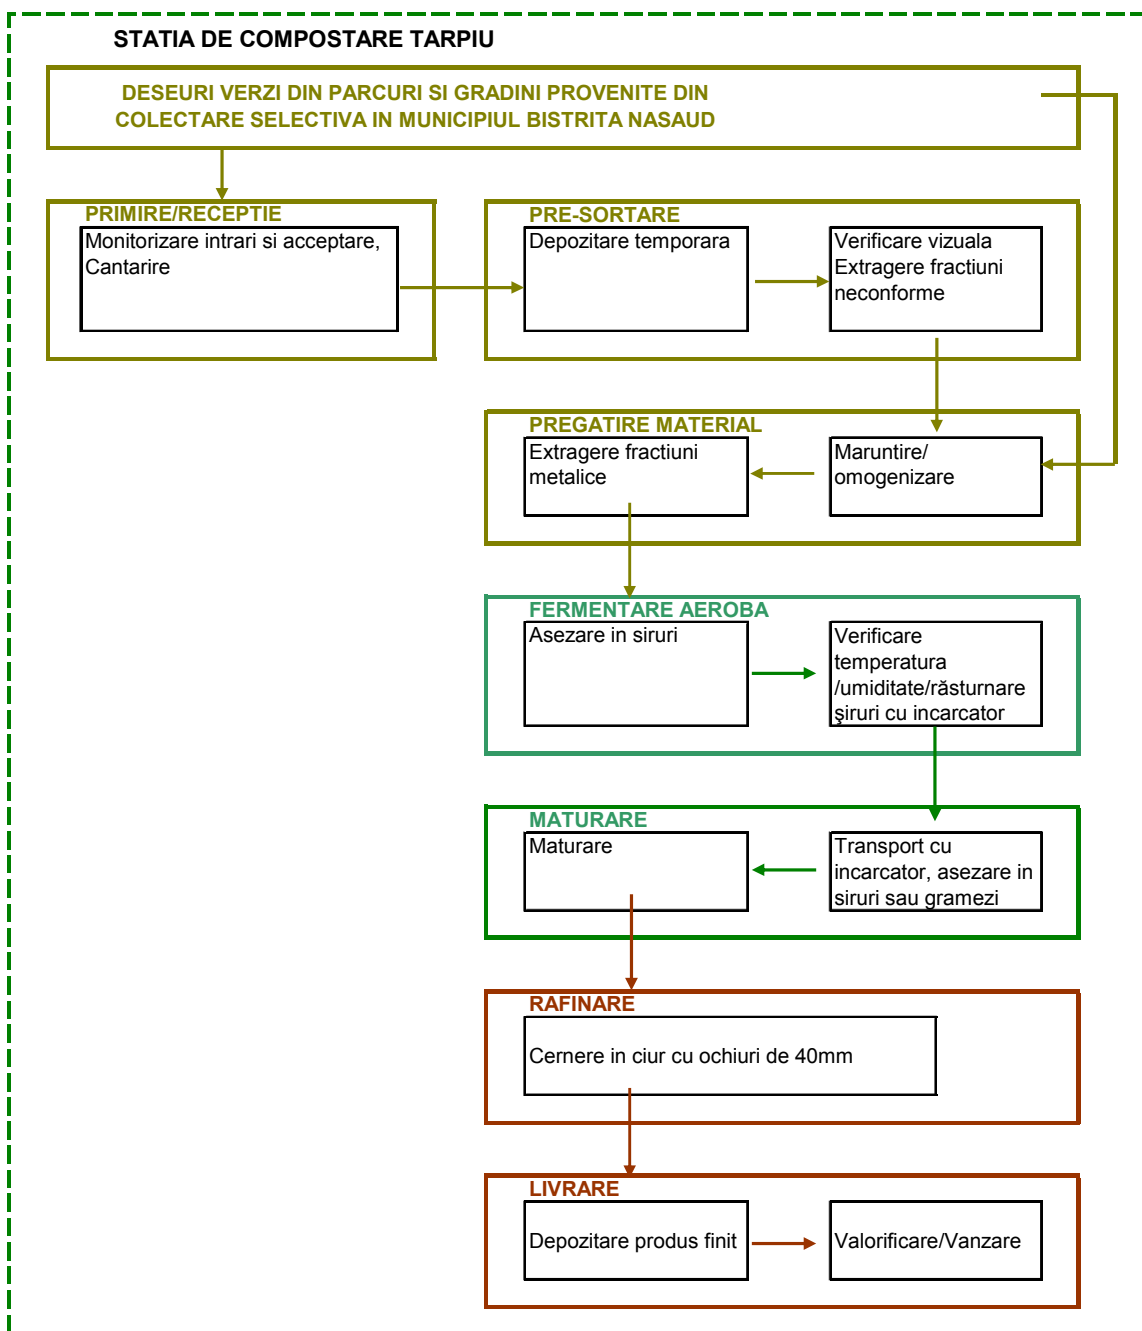 STATIA DE COMPOSTARE TARPIU
DESEURI VERZI DIN PARCURI SI GRADINI PROVENITE DIN
COLECTARE SELECTIVA IN MUNICIPIUL BISTRITA NASAUD
PRIMIRE/RECEPTIE
Monitorizare intrari si acceptare,
Cantarire
PRE-SORTARE
Depozitare temporara
Verificare vizuala
Extragere fractiuni
neconforme
PREGATIRE MATERIAL
Extragere fractiuni
metalice
Maruntire/
omogenizare
FERMENTARE AEROBA
Asezare in siruri
Verificare
temperatura
/umiditate/răsturnare
şiruri cu incarcator
MATURARE
Maturare
Transport cu
incarcator, asezare in
siruri sau gramezi
RAFINARE
Cernere in ciur cu ochiuri de 40mm
LIVRARE
Depozitare produs finit
Valorificare/Vanzare